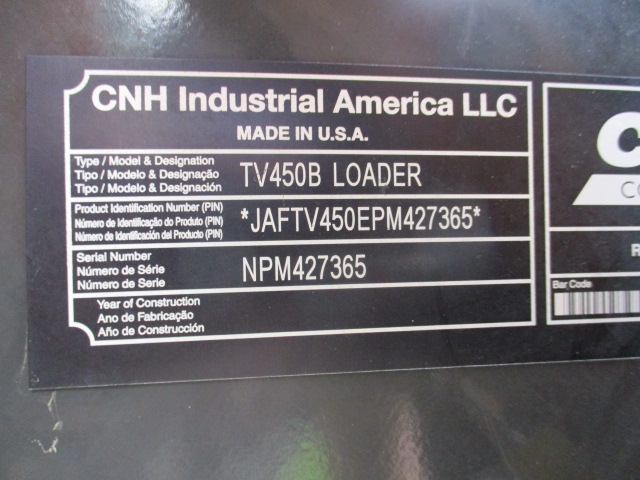 CNH Industrial America LLC
MADE IN U.S.A.
Type / Model & Designation
Tipo / Modelo & Designação
Tipo / Modelo & Designación
TV450B LOADER
Product Identification Number (PIN)
Número de Identificação do Produto (PIN)
Número de Identificación del Producto (PIN)
*JAFTV450EPM427365*
Serial Number
Número de Série
Número de Serie
NPM427365
Year of Construction
Ano de Fabricação
Año de Construcción
Bar Code